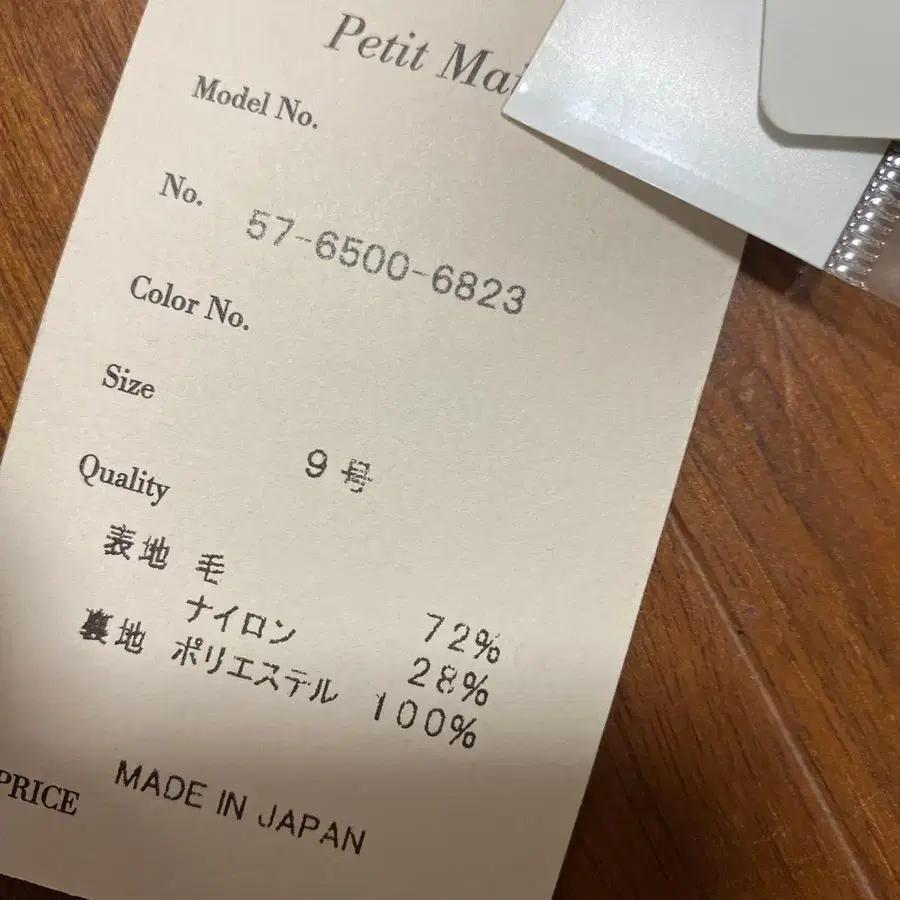 Petit
Model No.
No. 57-6500-6823
Color No.
Size 9号
Quality
表地 毛 72%
ナイロン 28%
裏地 ポリエステル 100%
MADE IN JAPAN
PRICE